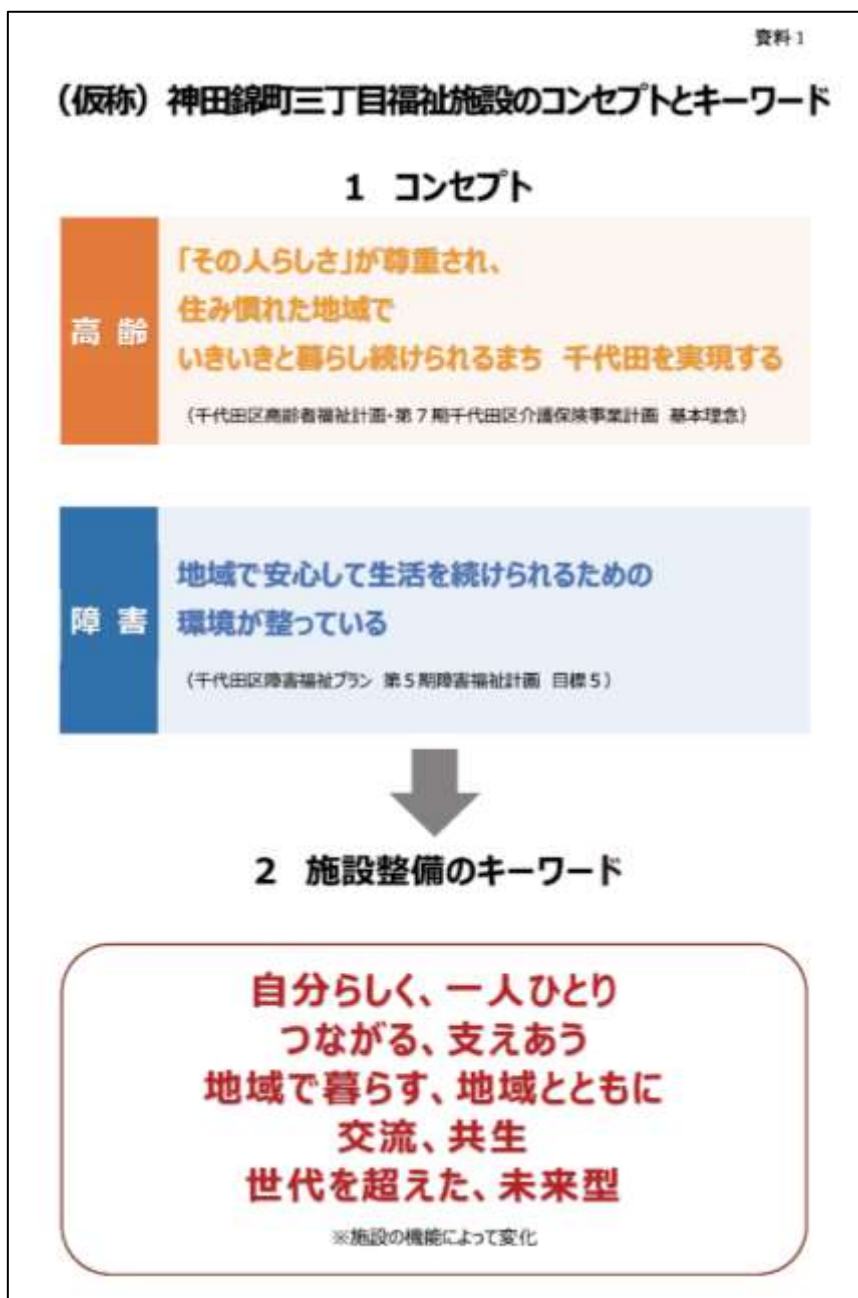 資料1
（仮称）神田錦町三丁目福祉施設のコンセプトとキーワード
1 コンセプト
高 齢
「その人らしさ」が尊重され、
住み慣れた地域で
いきいきと暮らし続けられるまち 千代田を実現する
（千代田区高齢者福祉計画・第７期千代田区介護保険事業計画 基本理念）
障 害
地域で安心して生活を続けられるための
環境が整っている
（千代田区障害福祉プラン 第５期障害福祉計画 目標５）
2 施設整備のキーワード
自分らしく、一人ひとり
つながる、支えあう
地域で暮らす、地域とともに
交流、共生
世代を超えた、未来型
※施設の機能によって変化